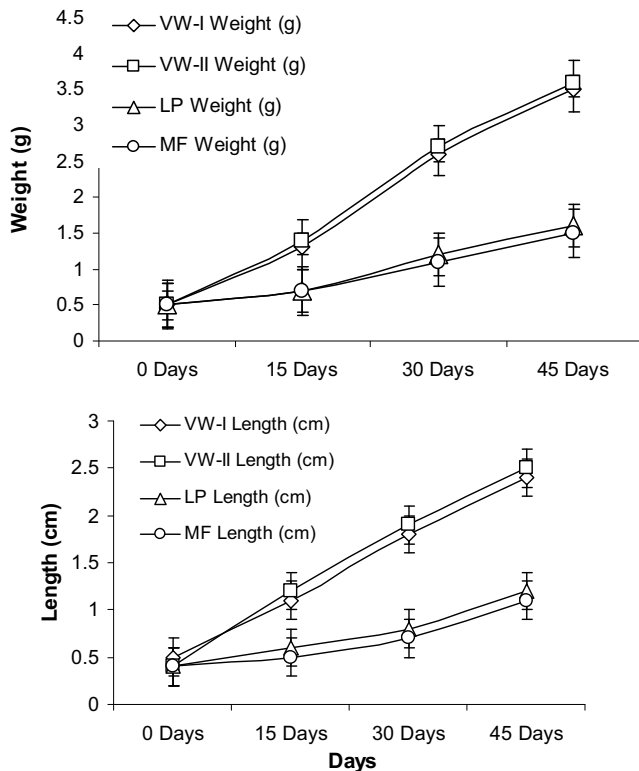 4.5
4
3.5
3
2.5
2
1.5
1
0.5
0
Weight (g)
VW-I Weight (g)
VW-II Weight (g)
LP Weight (g)
MF Weight (g)
0 Days 15 Days 30 Days 45 Days
3
2.5
2
1.5
1
0.5
0
Length (cm)
VW-I Length (cm)
VW-II Length (cm)
LP Length (cm)
MF Length (cm)
0 Days 15 Days 30 Days 45 Days
Days